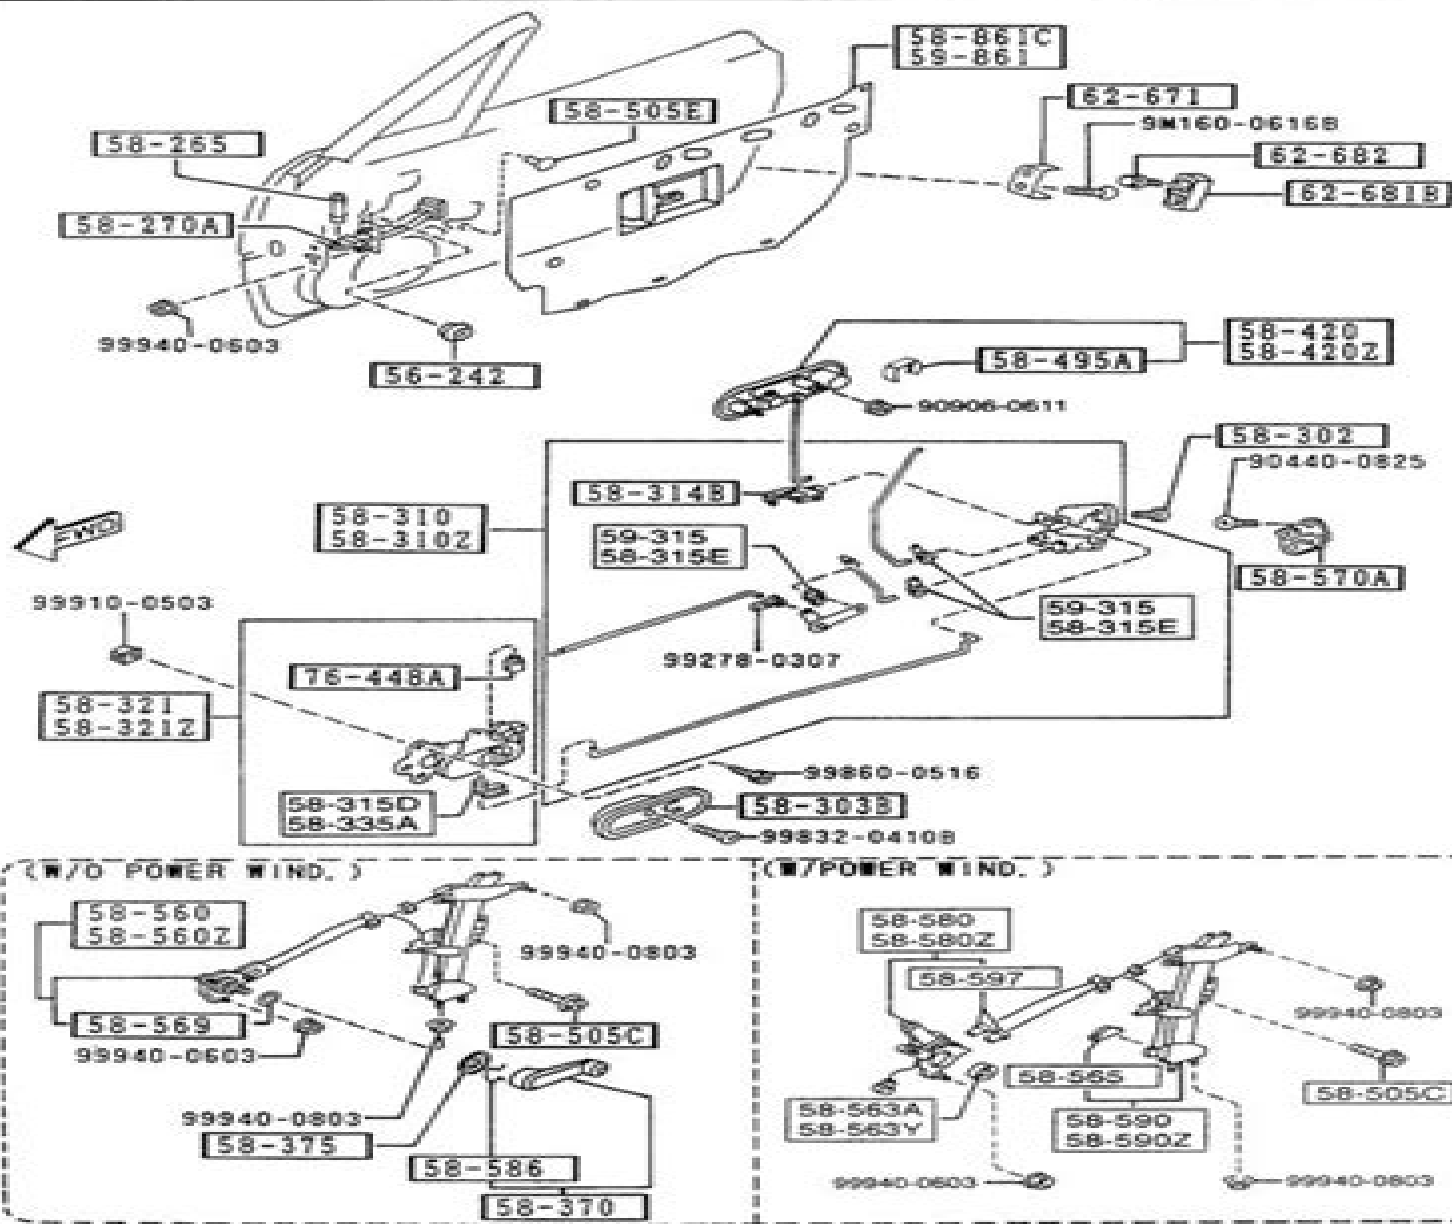 58-861C
58-861
62-671
58-505E
9M160-0616B
58-265
62-682
62-681B
58-270A
99940-0603
56-242
58-420
58-420Z
58-495A
90906-0611
58-302
90440-0825
58-314B
58-310
58-310Z
FWD
59-315
58-315E
58-570A
99910-0503
59-315
58-315E
99278-0307
76-448A
58-321
58-321Z
99860-0516
58-315D
58-335A
58-303B
99832-0410B
(W/O POWER WIND.)
58-560
58-560Z
99940-0803
58-569
58-505C
99940-0603
99940-0803
58-375
58-586
58-370
(W/POWER WIND.)
58-580
58-580Z
58-597
99940-0803
58-565
58-505C
58-563A
58-563Y
58-590
58-590Z
99940-0603
99940-0803